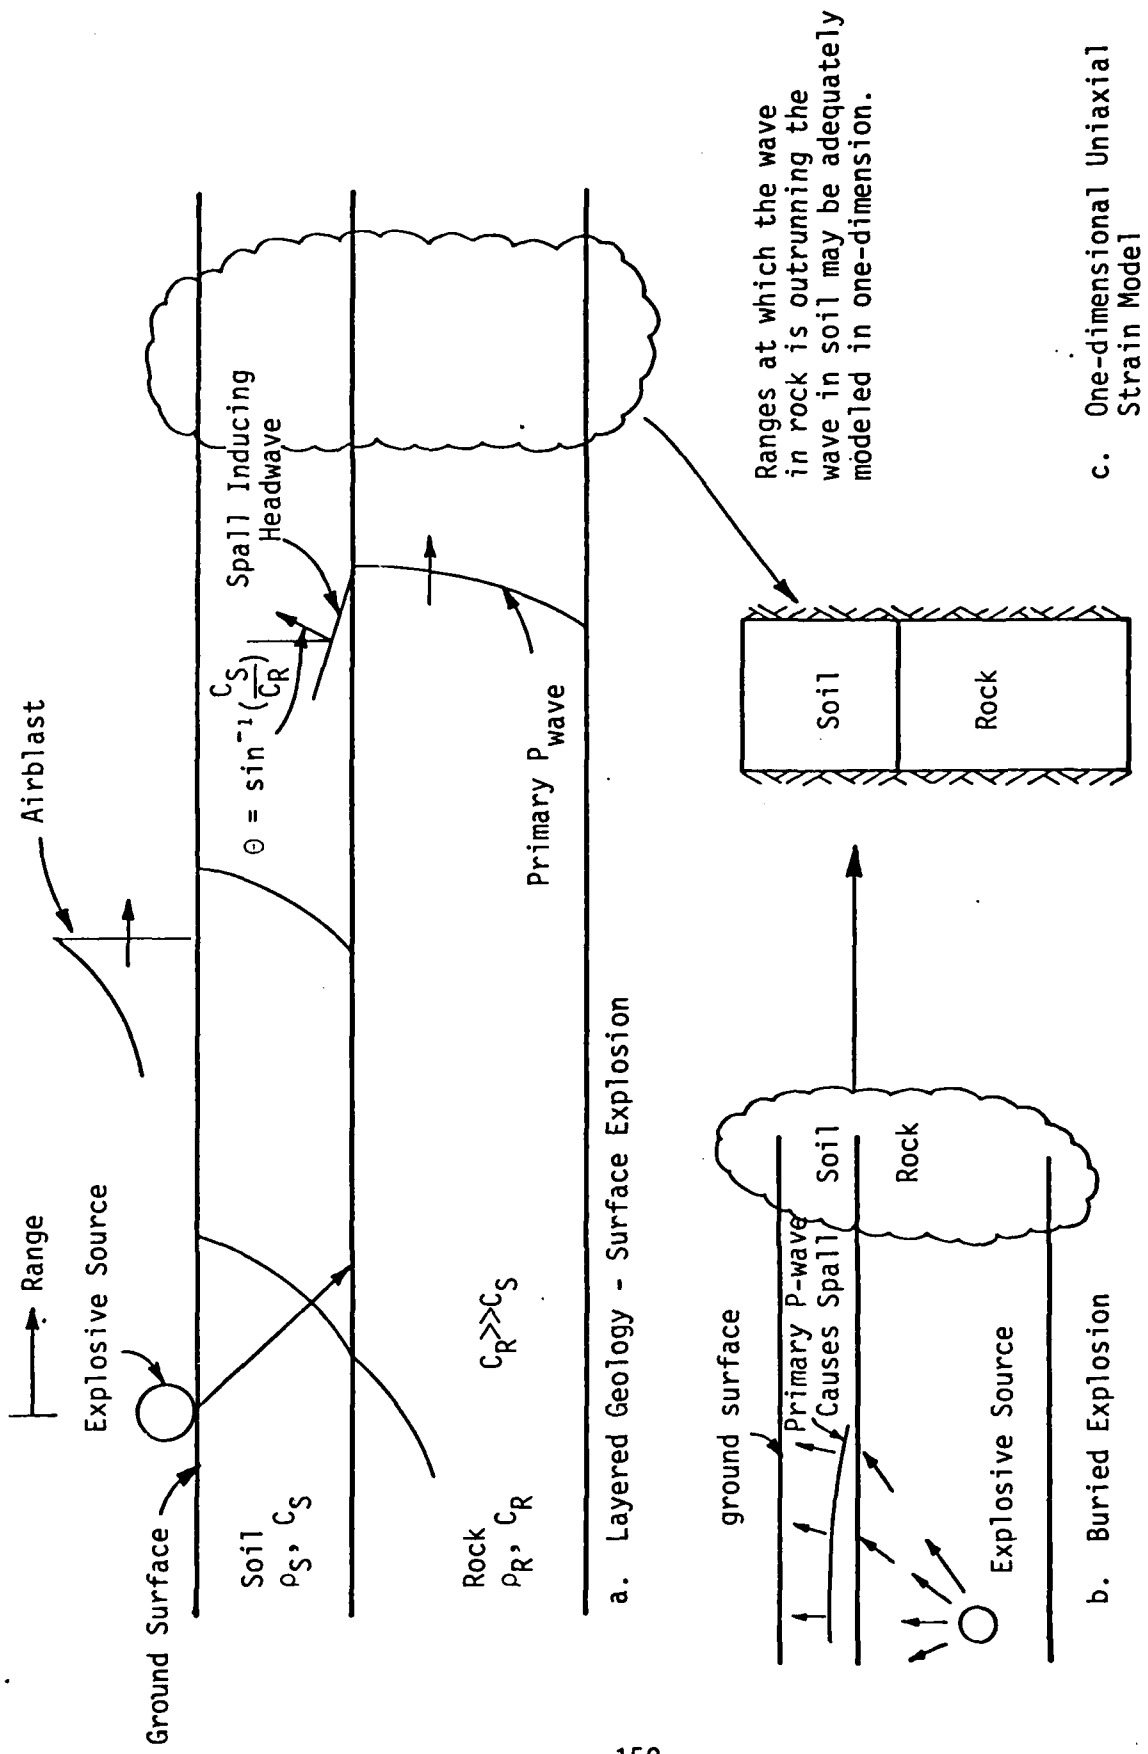 Range
Explosive Source
Airblast
Ground Surface
Soil
ρS, CS
Θ = sin⁻¹(CS/CR)
Spall Inducing
Headwave
Rock
ρR, CR
CR>>CS
Primary Pwave
a. Layered Geology - Surface Explosion
ground surface
Primary P-wave
Causes Spall
Soil
Rock
Explosive Source
b. Buried Explosion
Soil
Rock
Ranges at which the wave
in rock is outrunning the
wave in soil may be adequately
modeled in one-dimension.
c. One-dimensional Uniaxial
Strain Model